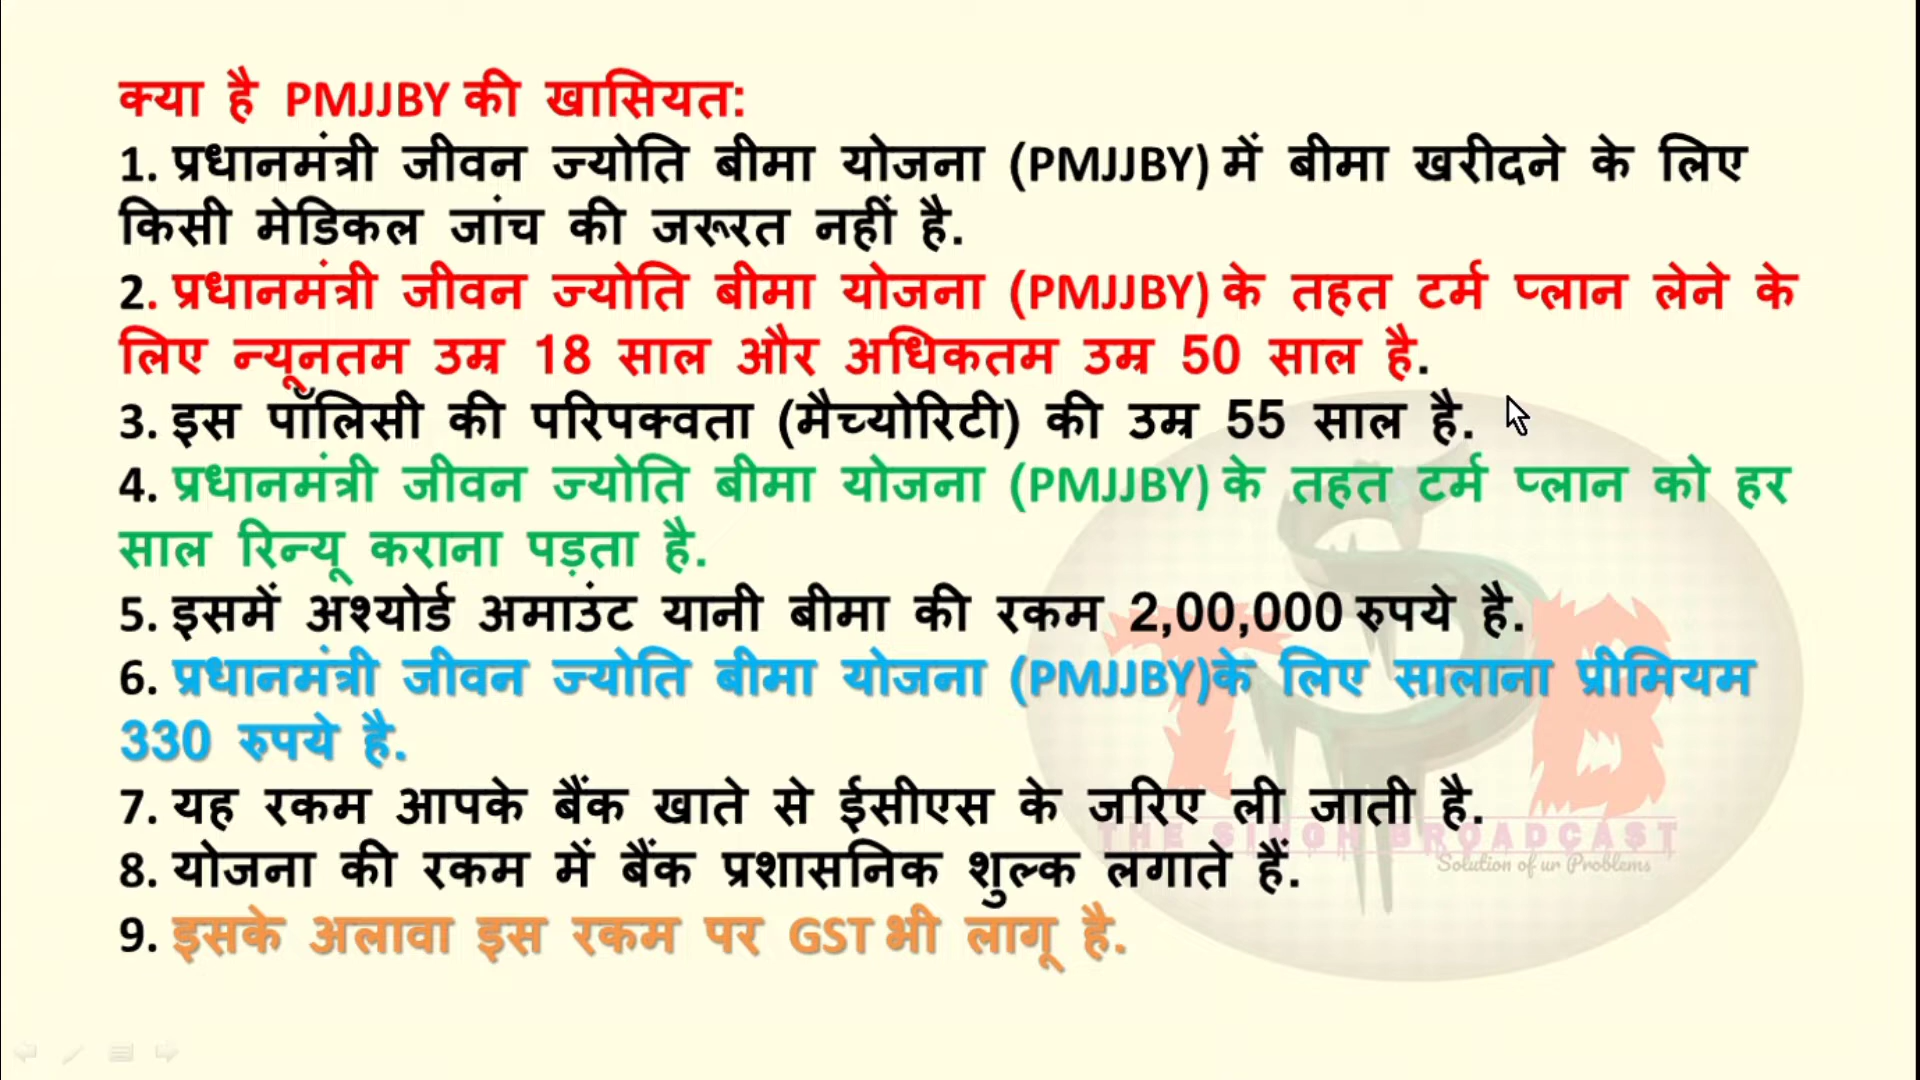 क्या है PMJJBY की खासियत:
1. प्रधानमंत्री जीवन ज्योति बीमा योजना (PMJJBY) में बीमा खरीदने के लिए
किसी मेडिकल जांच की जरूरत नहीं है.
2. प्रधानमंत्री जीवन ज्योति बीमा योजना (PMJJBY) के तहत टर्म प्लान लेने के
लिए न्यूनतम उम्र 18 साल और अधिकतम उम्र 50 साल है.
3. इस पॉलिसी की परिपक्वता (मैच्योरिटी) की उम्र 55 साल है.
4. प्रधानमंत्री जीवन ज्योति बीमा योजना (PMJJBY) के तहत टर्म प्लान को हर
साल रिन्यू कराना पड़ता है.
5. इसमें अश्योर्ड अमाउंट यानी बीमा की रकम 2,00,000 रुपये है.
6. प्रधानमंत्री जीवन ज्योति बीमा योजना (PMJJBY)के लिए सालाना प्रीमियम
330 रुपये है.
7. यह रकम आपके बैंक खाते से ईसीएस के जरिए ली जाती है.
8. योजना की रकम में बैंक प्रशासनिक शुल्क लगाते हैं.
9. इसके अलावा इस रकम पर GST भी लागू है.
TSB
THE SINGH BROADCAST
Solution of ur Problems